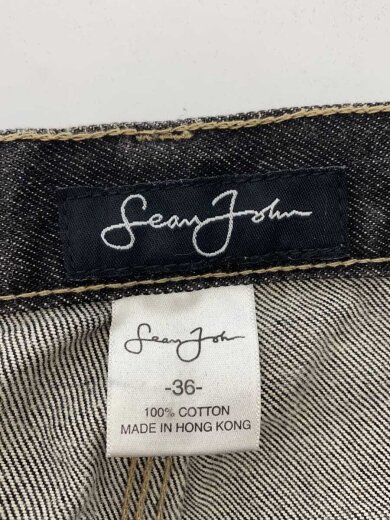 Sean John
Sean John
-36-
100% COTTON
MADE IN HONG KONG